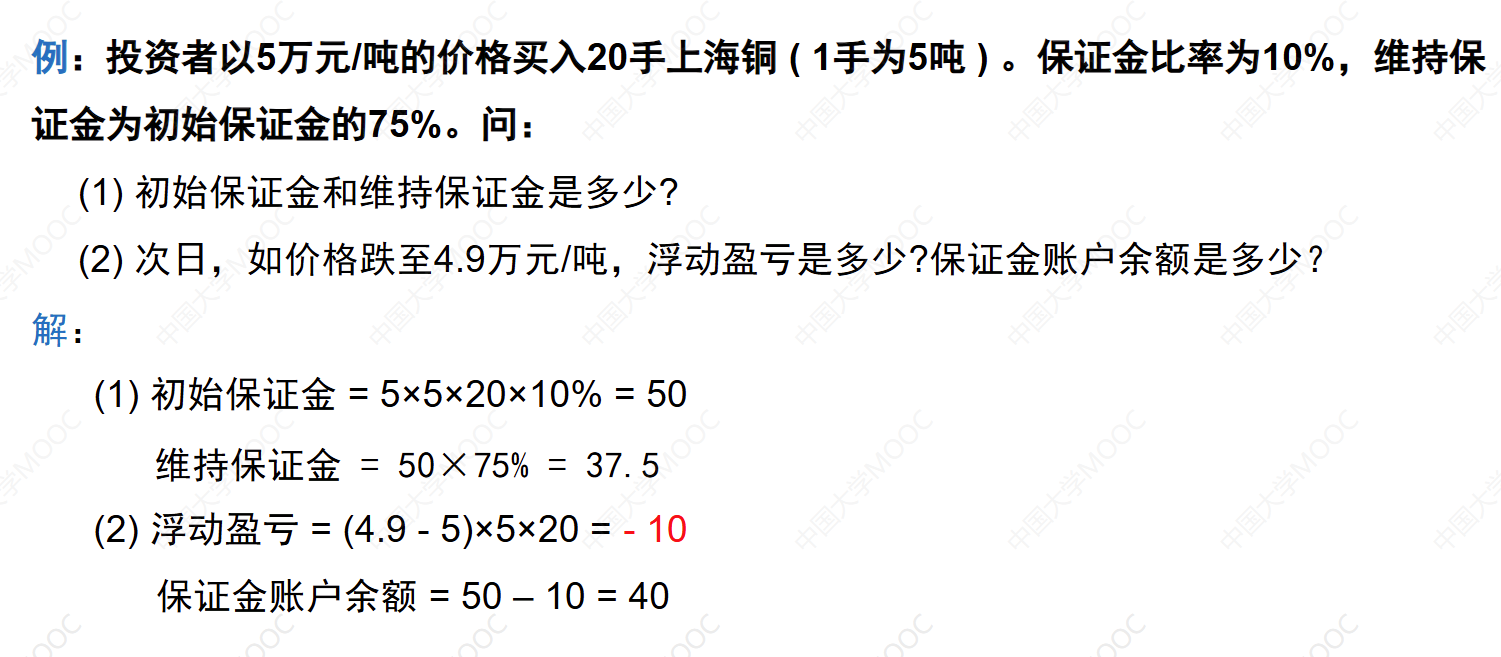 例：投资者以5万元/吨的价格买入20手上海铜（1手为5吨）。保证金比率为10%，维持保
证金为初始保证金的75%。问：
(1) 初始保证金和维持保证金是多少？
(2) 次日，如价格跌至4.9万元/吨，浮动盈亏是多少?保证金账户余额是多少？
解：
(1) 初始保证金 = 5×5×20×10% = 50
维持保证金 = 50×75% = 37.5
(2) 浮动盈亏 = (4.9 - 5)×5×20 = - 10
保证金账户余额 = 50 – 10 = 40
中国大学MOOC